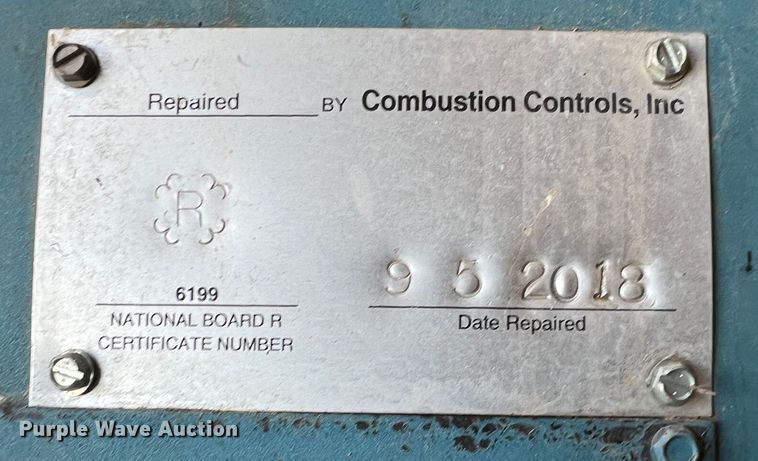 Repaired BY Combustion Controls, Inc
R
6199
NATIONAL BOARD R
CERTIFICATE NUMBER
9 5 2018
Date Repaired
Purple Wave Auction